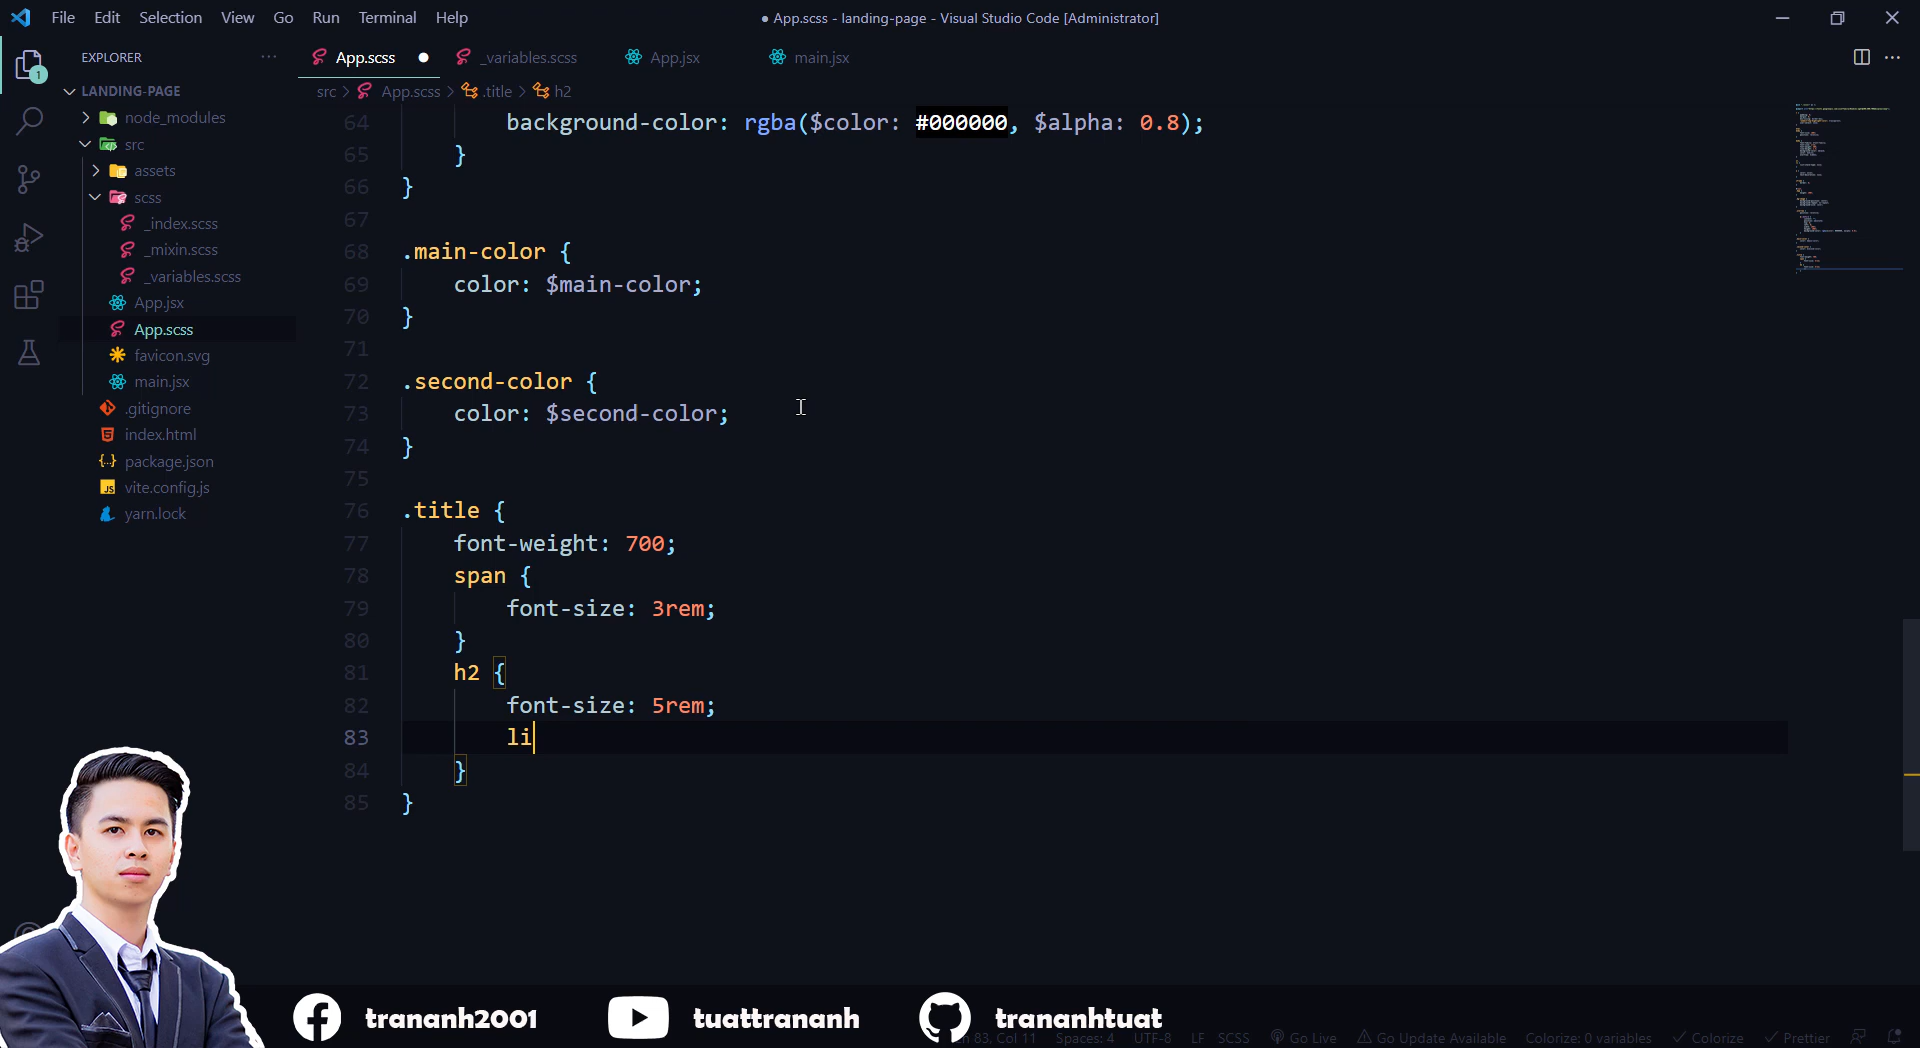 File Edit Selection View Go Run Terminal Help
● App.scss - landing-page - Visual Studio Code [Administrator]
EXPLORER
App.scss
_variables.scss
App.jsx
main.jsx
LANDING-PAGE
src > App.scss > .title > h2
node_modules
src
assets
scss
_index.scss
_mixin.scss
_variables.scss
App.jsx
App.scss
favicon.svg
main.jsx
.gitignore
index.html
package.json
vite.config.js
yarn.lock
1
64 background-color: rgba($color: #000000, $alpha: 0.8);
65 }
66 }
67
68 .main-color {
69 color: $main-color;
70 }
71
72 .second-color {
73 color: $second-color;
74 }
75
76 .title {
77 font-weight: 700;
78 span {
79 font-size: 3rem;
80 }
81 h2 {
82 font-size: 5rem;
83 li
84 }
85 }
trananh2001 tuattrananh trananhtuat
83, Col 11 Spaces: 4 UTF-8 LF SCSS Go Live Go Update Available Colorize: 0 variables Colorize Prettier